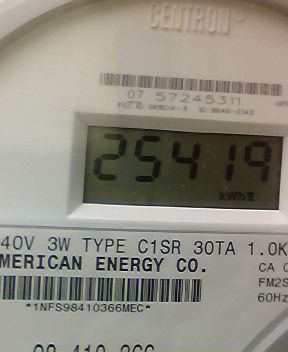 CENTRON®
07 57245311
25419
kWh
40V 3W TYPE C1SR 30TA 1.0K
MERICAN ENERGY CO.
CA 0
FM2S
60Hz
*1NFS98410366MEC*